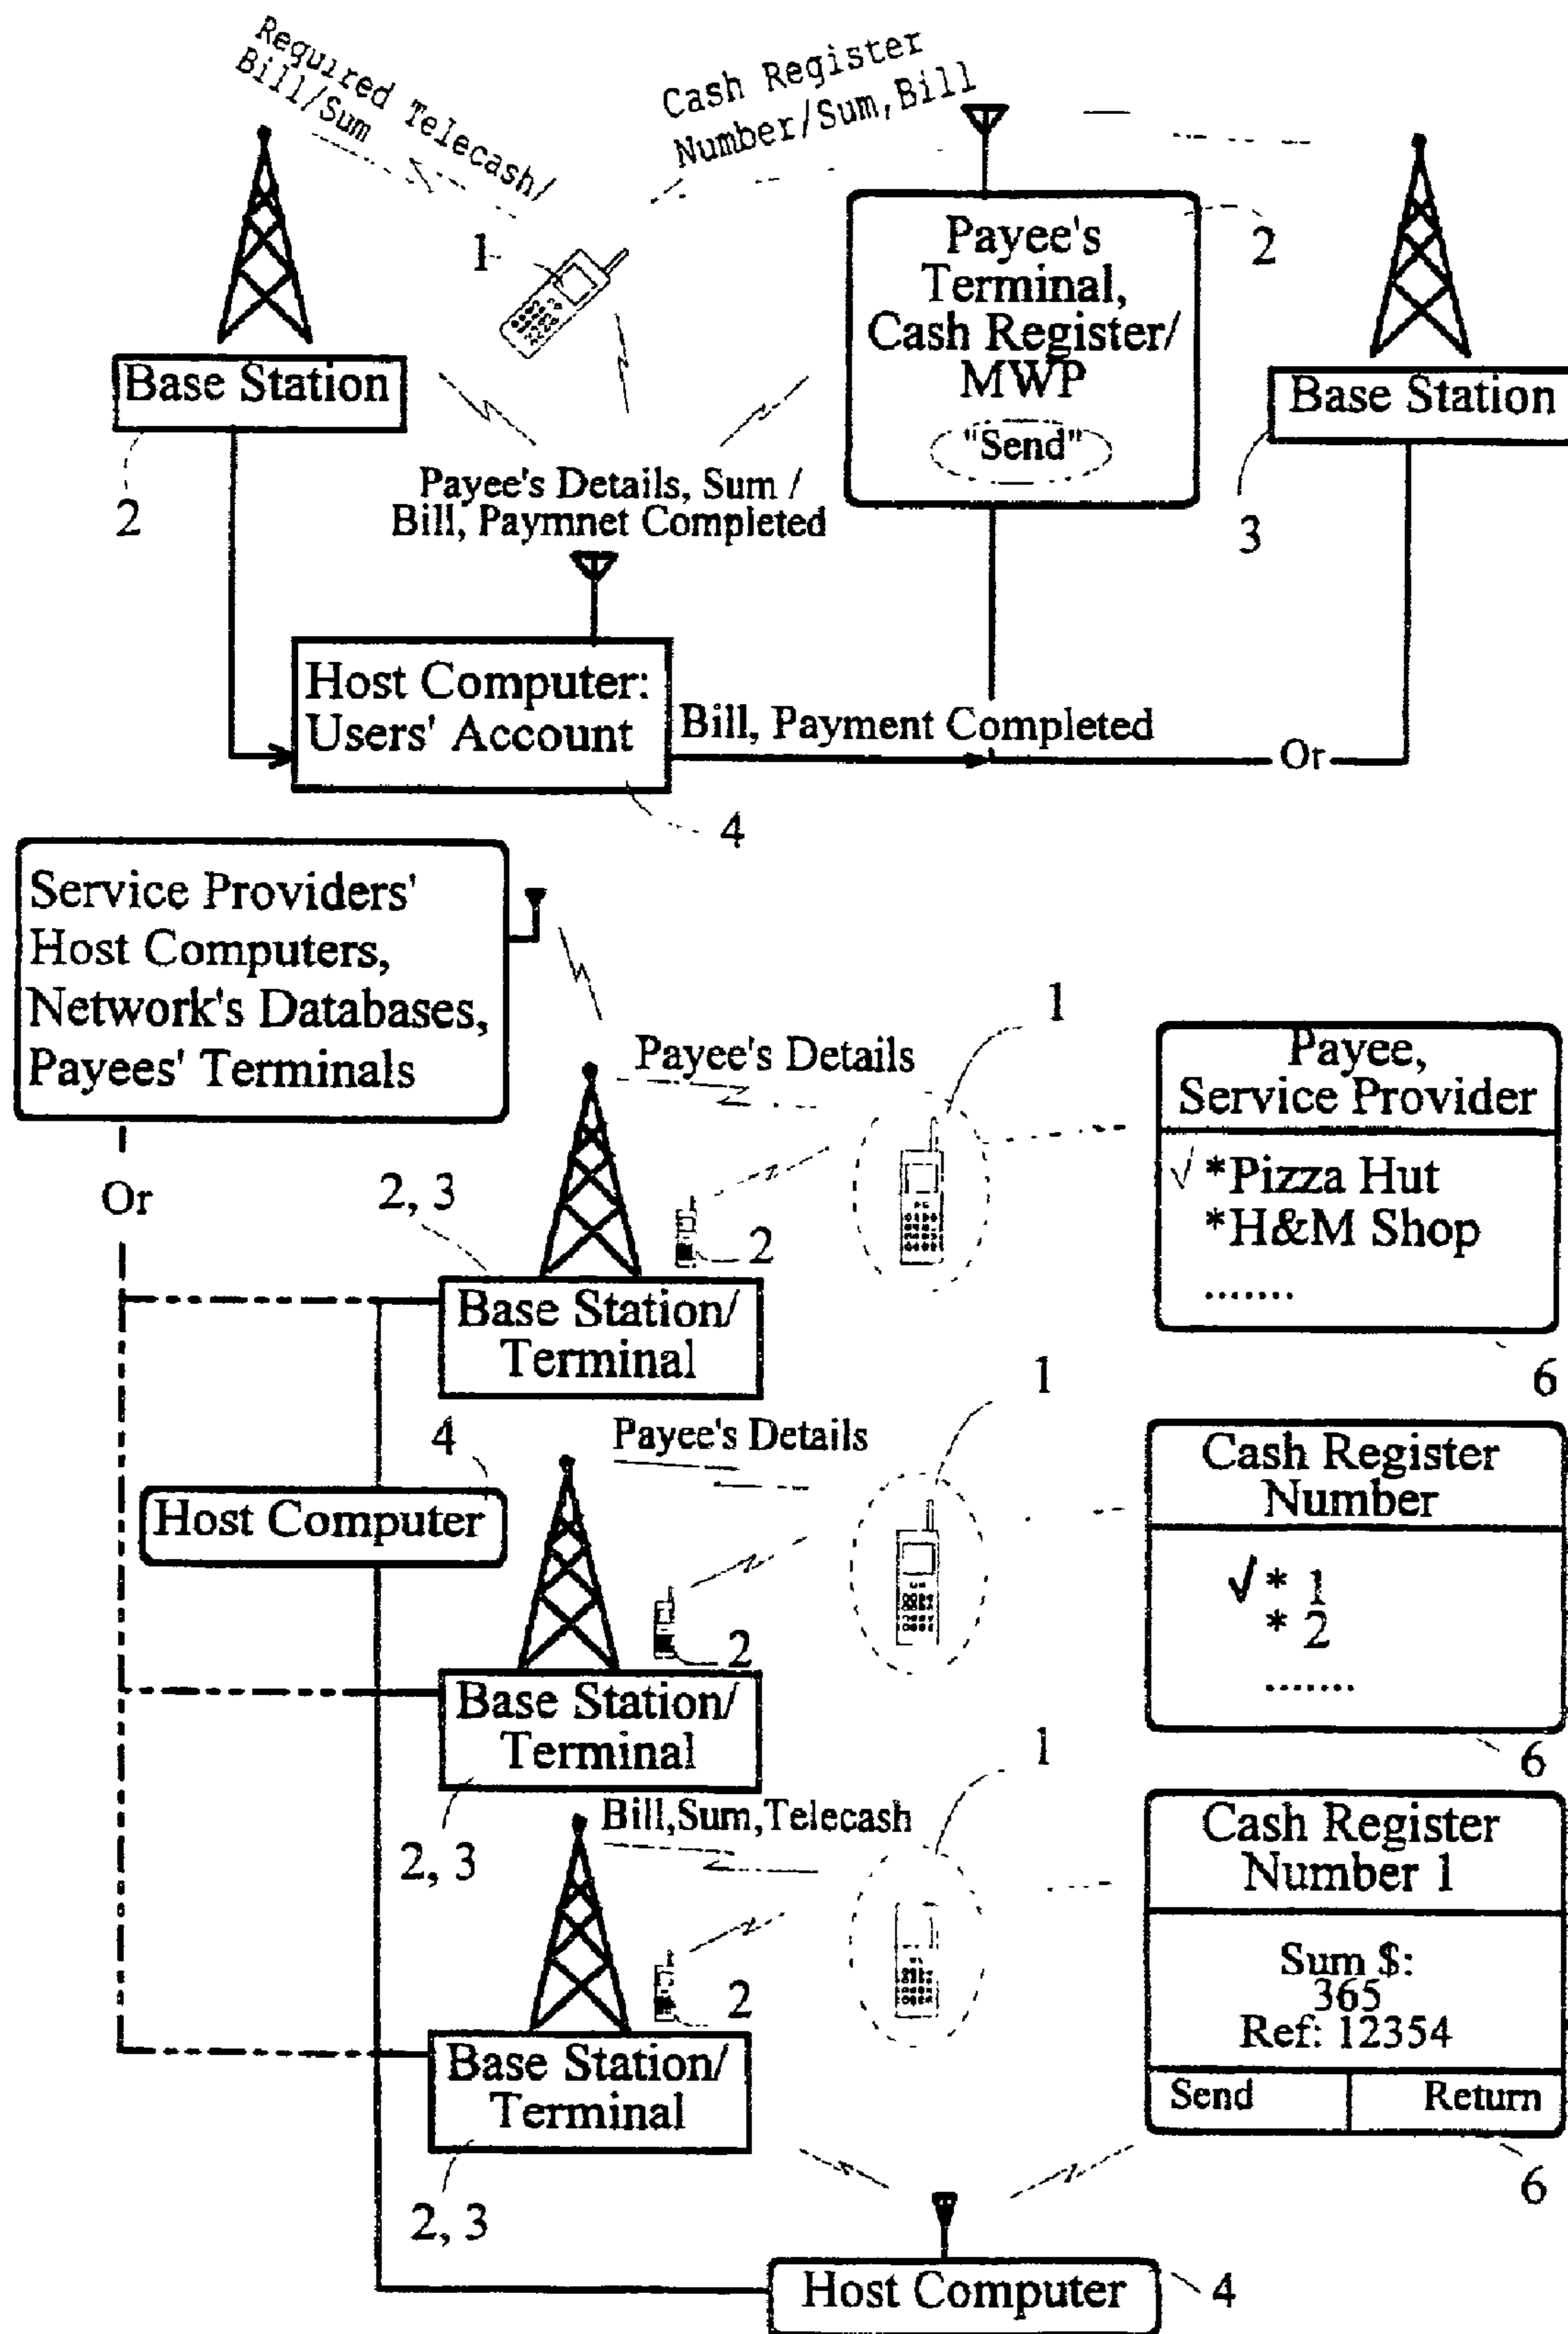 Required Telecash/
Bill/Sum
Cash Register
Number/Sum,Bill
1
Payee's
Terminal,
Cash Register/
MWP
"Send"
2
Base Station
2
Base Station
3
Payee's Details, Sum /
Bill, Paymnet Completed
Host Computer:
Users' Account
Bill, Payment Completed
Or
4
Service Providers'
Host Computers,
Network's Databases,
Payees' Terminals
Or
Payee's Details
1
Payee,
Service Provider
√ *Pizza Hut
*H&M Shop
.......
6
2, 3
2
Base Station/
Terminal
4
Host Computer
Payee's Details
1
Cash Register
Number
√ * 1
* 2
.......
6
2
Base Station/
Terminal
2, 3
Bill,Sum,Telecash
1
Cash Register
Number 1
Sum $:
365
Ref: 12354
Send Return
6
2
Base Station/
Terminal
2, 3
Host Computer
4